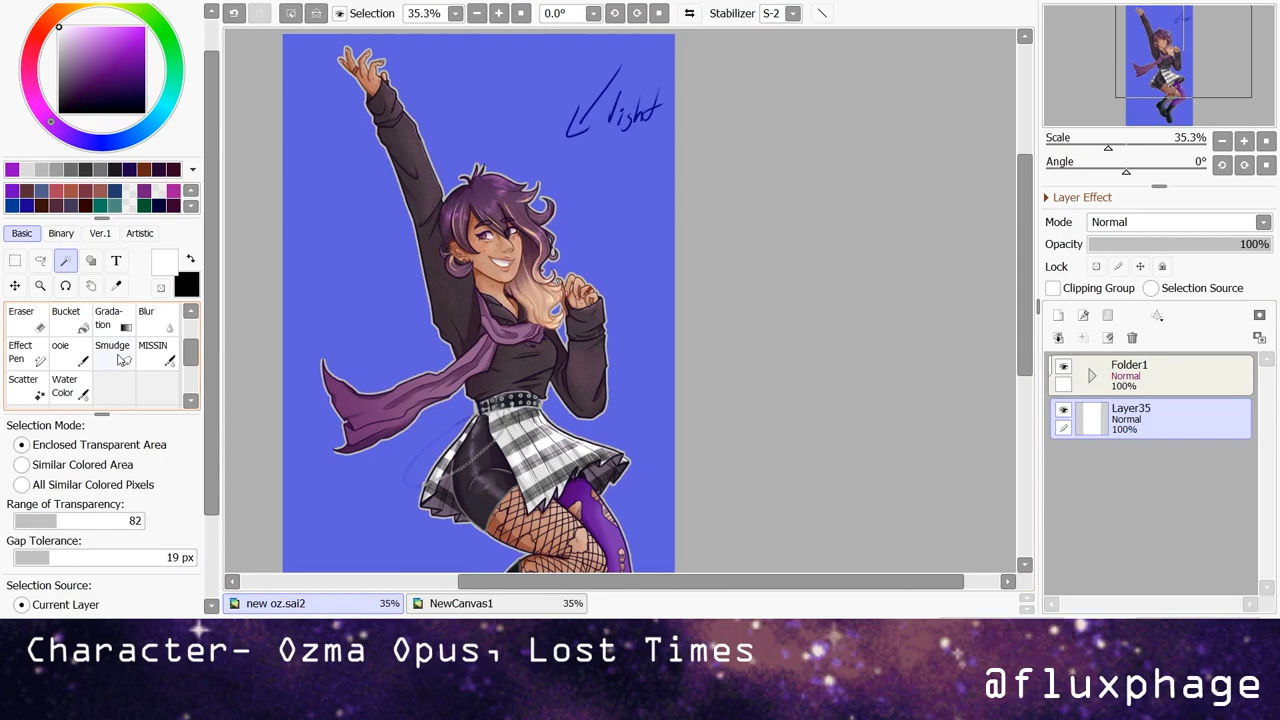 Selection 35.3% 0.0° Stabilizer S-2
Scale 35.3%
Angle 0°
Layer Effect
Mode Normal
Opacity 100%
Lock
Clipping Group Selection Source
Folder1
Normal
100%
Layer35
Normal
100%
Basic Binary Ver.1 Artistic
T
Eraser Bucket Grada-tion Blur
Effect Pen ooie Smudge MISSIN
Scatter Water Color
Selection Mode:
Enclosed Transparent Area
Similar Colored Area
All Similar Colored Pixels
Range of Transparency:
82
Gap Tolerance:
19 px
Selection Source:
Current Layer
light
new oz.sai2 35% NewCanvas1 35%
Character- Ozma Opus, Lost Times
@fluxphage